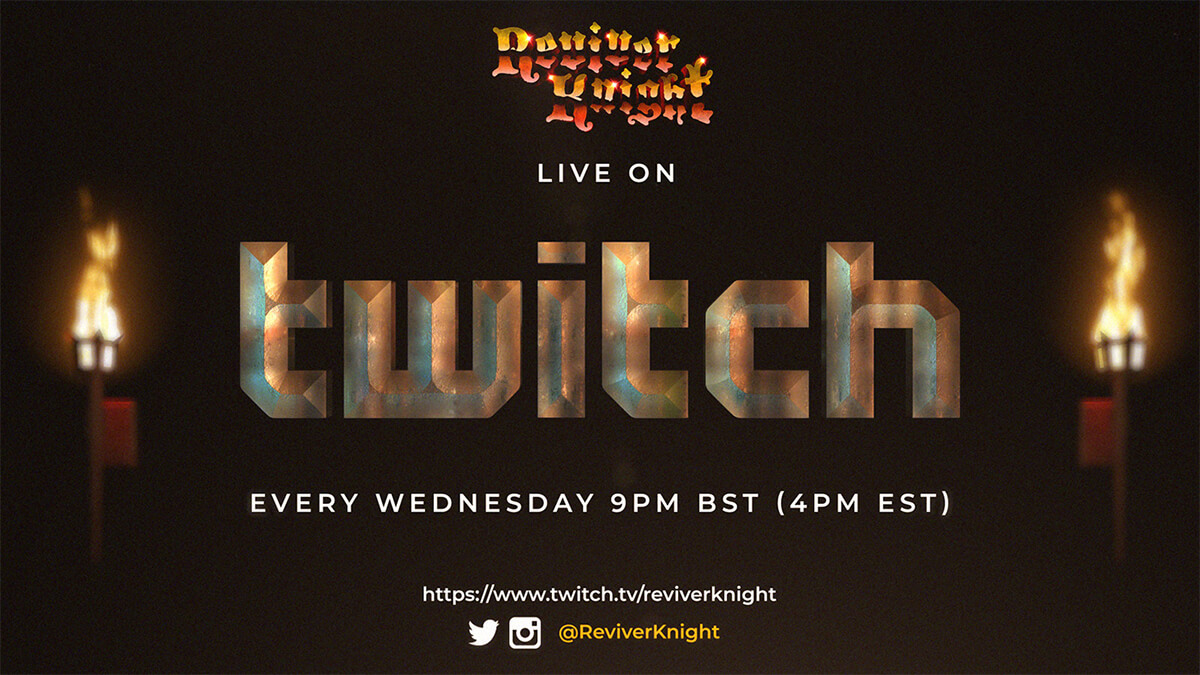 Reviver
Knight
LIVE ON
twitch
EVERY WEDNESDAY 9PM BST (4PM EST)
https://www.twitch.tv/reviverknight
@ReviverKnight